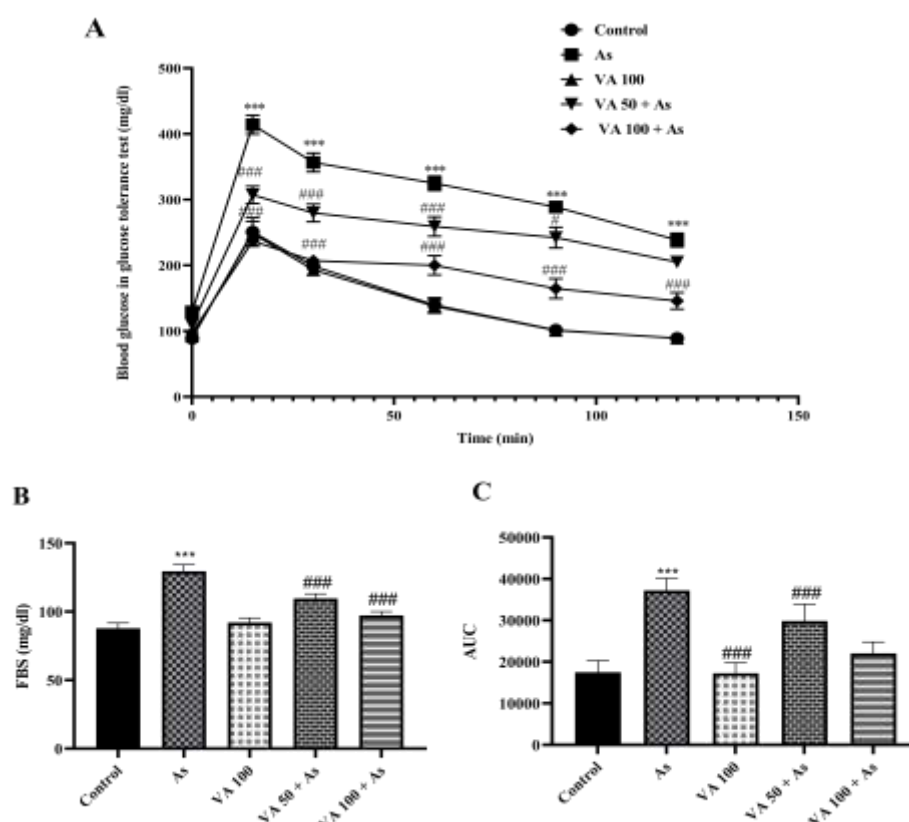 A
Control
As
VA 100
VA 50 + As
VA 100 + As
Blood glucose in glucose tolerance test (mg/dl)
500
400
300
200
100
0
***
***
***
***
***
###
###
###
#
###
###
###
###
###
0
50
100
150
Time (min)
B
FBS (mg/dl)
150
100
50
0
***
###
###
Control
As
VA 100
VA 50 + As
VA 100 + As
C
AUC
50000
40000
30000
20000
10000
0
***
###
###
Control
As
VA 100
VA 50 + As
VA 100 + As